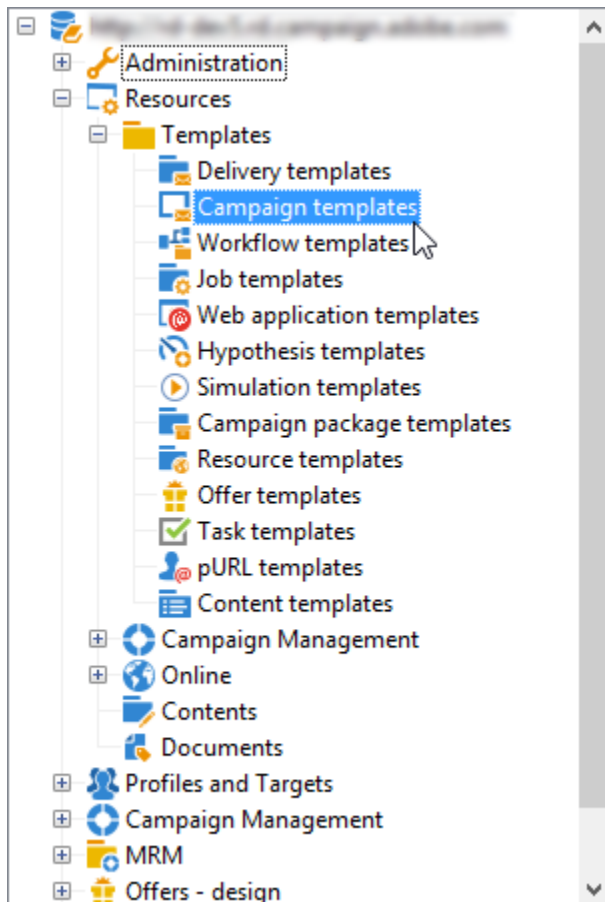 Administration
Resources
Templates
Delivery templates
Campaign templates
Workflow templates
Job templates
Web application templates
Hypothesis templates
Simulation templates
Campaign package templates
Resource templates
Offer templates
Task templates
pURL templates
Content templates
Campaign Management
Online
Contents
Documents
Profiles and Targets
Campaign Management
MRM
Offers - design